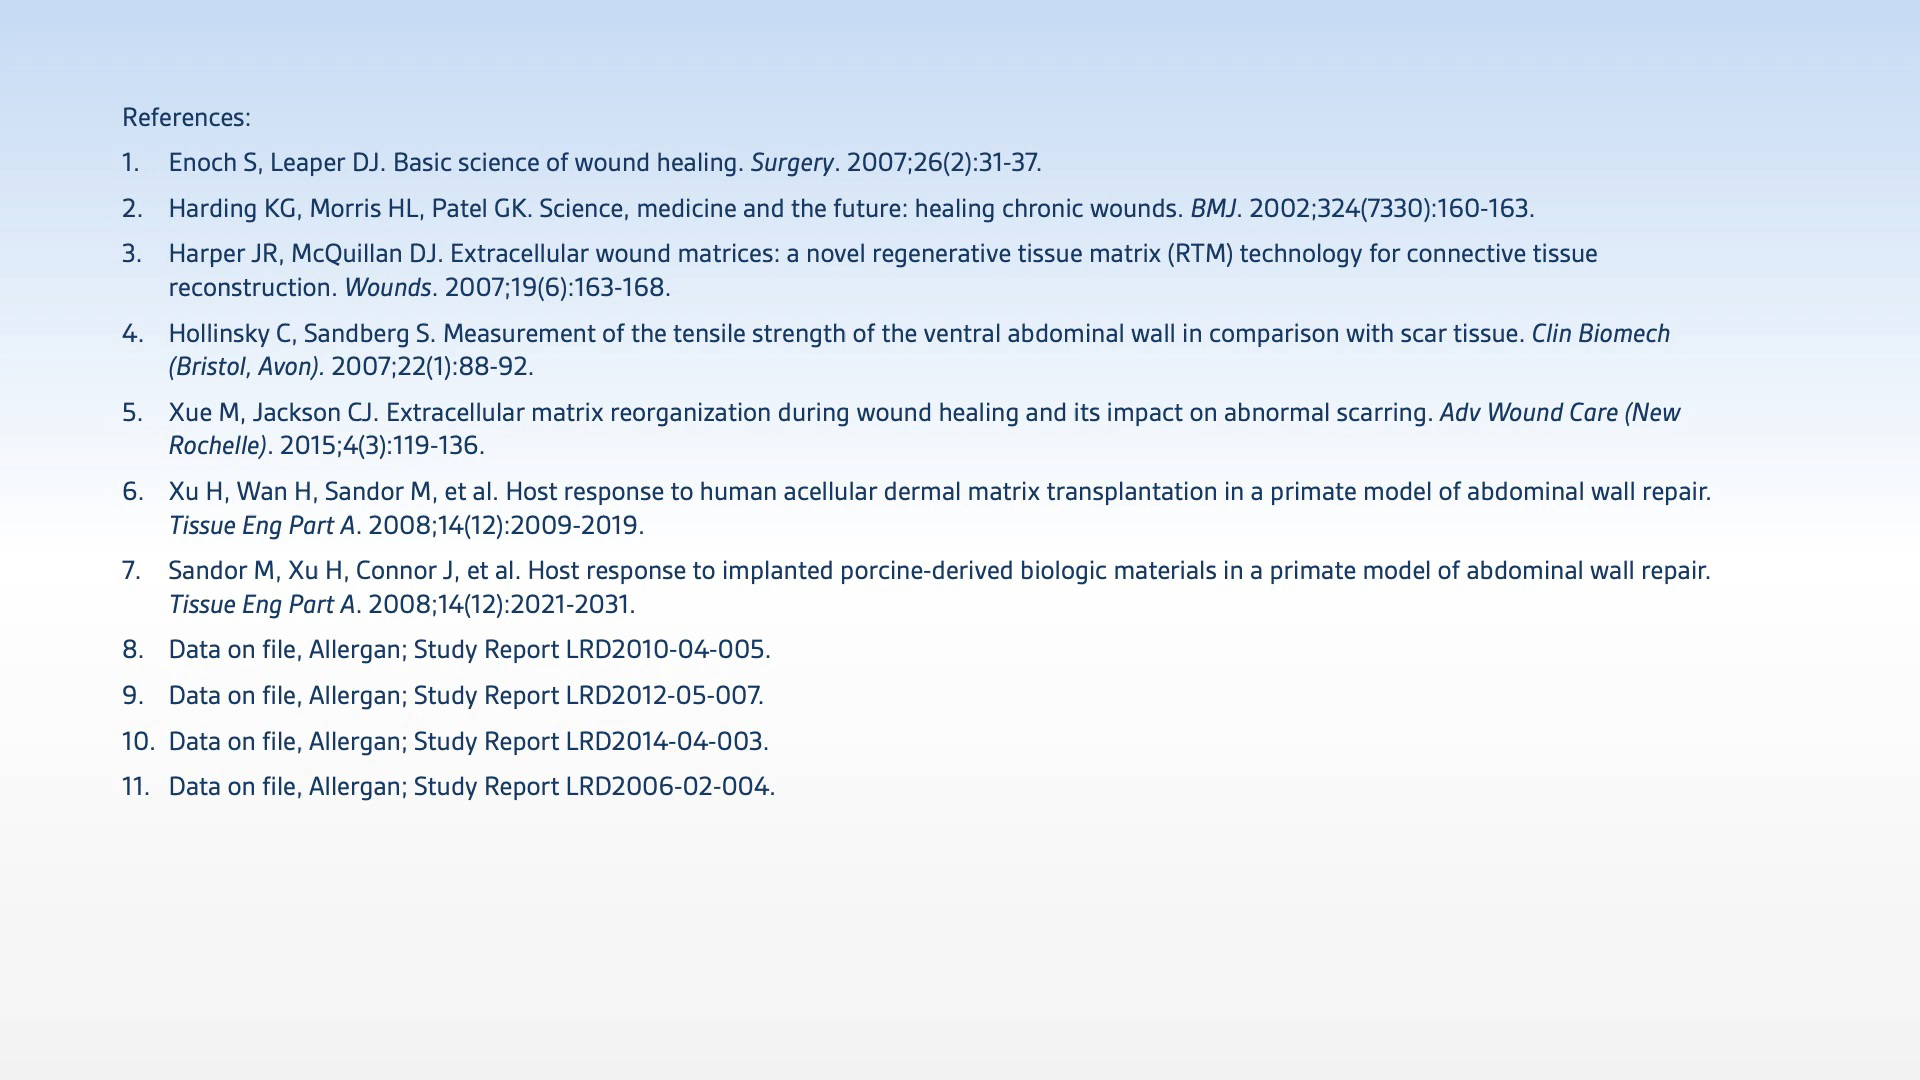 References:
1. Enoch S, Leaper DJ. Basic science of wound healing. Surgery. 2007;26(2):31-37.
2. Harding KG, Morris HL, Patel GK. Science, medicine and the future: healing chronic wounds. BMJ. 2002;324(7330):160-163.
3. Harper JR, McQuillan DJ. Extracellular wound matrices: a novel regenerative tissue matrix (RTM) technology for connective tissue
reconstruction. Wounds. 2007;19(6):163-168.
4. Hollinsky C, Sandberg S. Measurement of the tensile strength of the ventral abdominal wall in comparison with scar tissue. Clin Biomech
(Bristol, Avon). 2007;22(1):88-92.
5. Xue M, Jackson CJ. Extracellular matrix reorganization during wound healing and its impact on abnormal scarring. Adv Wound Care (New
Rochelle). 2015;4(3):119-136.
6. Xu H, Wan H, Sandor M, et al. Host response to human acellular dermal matrix transplantation in a primate model of abdominal wall repair.
Tissue Eng Part A. 2008;14(12):2009-2019.
7. Sandor M, Xu H, Connor J, et al. Host response to implanted porcine-derived biologic materials in a primate model of abdominal wall repair.
Tissue Eng Part A. 2008;14(12):2021-2031.
8. Data on file, Allergan; Study Report LRD2010-04-005.
9. Data on file, Allergan; Study Report LRD2012-05-007.
10. Data on file, Allergan; Study Report LRD2014-04-003.
11. Data on file, Allergan; Study Report LRD2006-02-004.